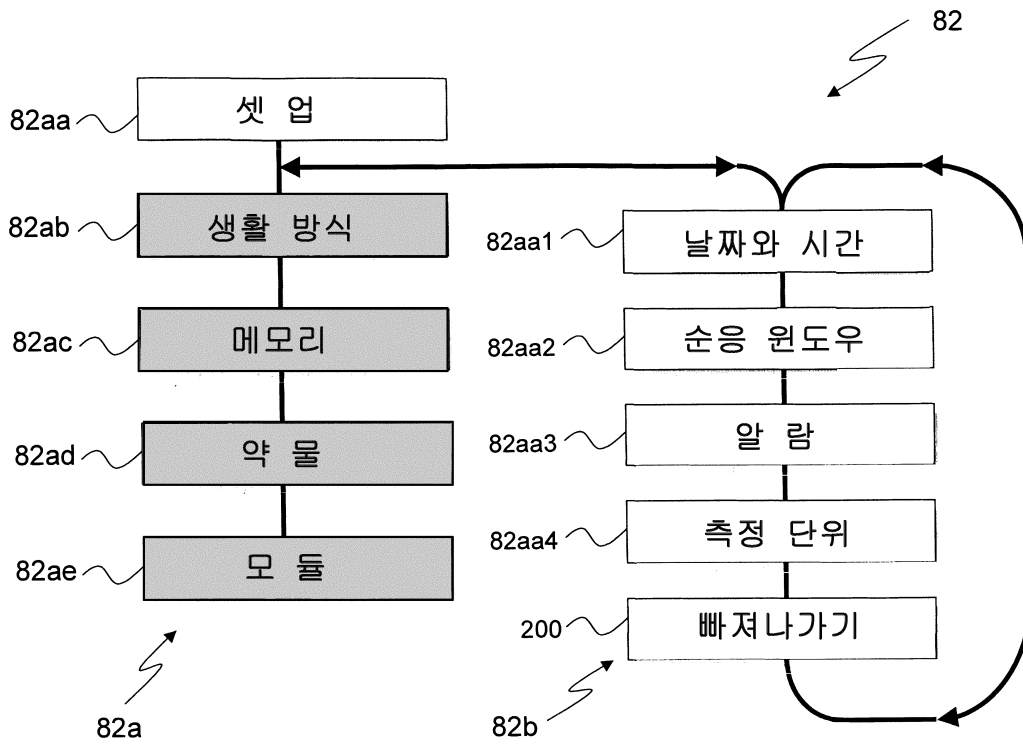 82
셋 업
82aa
생활 방식
82ab
메모리
82ac
약 물
82ad
모 듈
82ae
82a
날짜와 시간
82aa1
순응 윈도우
82aa2
알 람
82aa3
측정 단위
82aa4
빠져나가기
200
82b